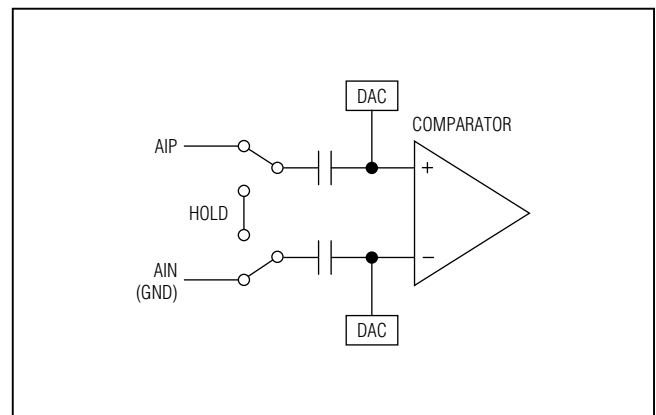 DAC
COMPARATOR
AIP
+
HOLD
AIN
(GND)
−
DAC